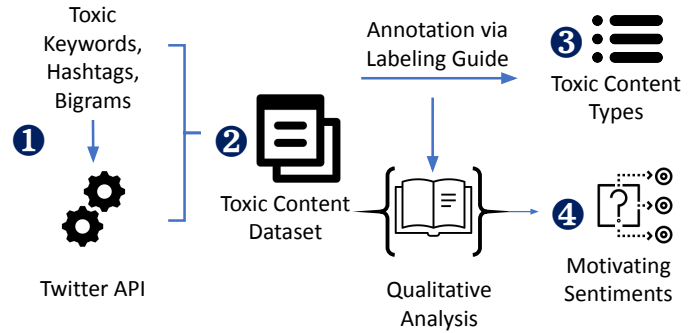 Toxic
Keywords,
Hashtags,
Bigrams
1
Twitter API
2
Toxic Content
Dataset
Annotation via
Labeling Guide
3
Toxic Content
Types
Qualitative
Analysis
?
4
Motivating
Sentiments